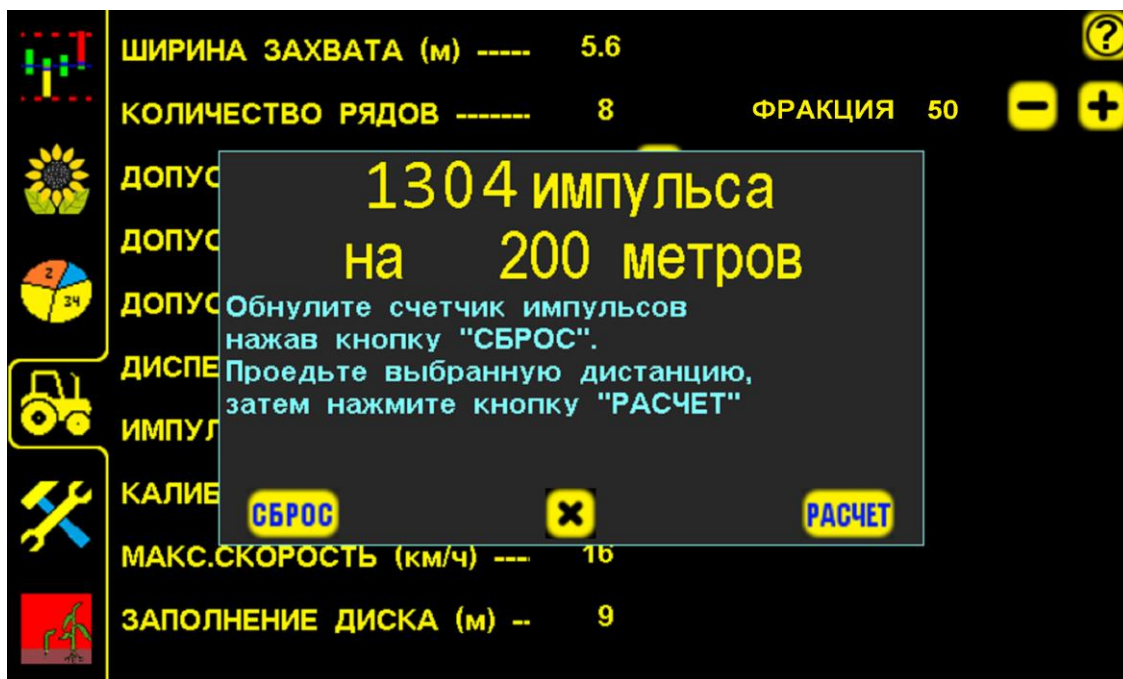 ШИРИНА ЗАХВАТА (м) ----- 5.6
?
КОЛИЧЕСТВО РЯДОВ ------- 8 ФРАКЦИЯ 50 - +
ДОПУС
1304 импульса
ДОПУС
на 200 метров
ДОПУС
Обнулите счетчик импульсов
нажав кнопку "СБРОС".
ДИСПЕ
Проедьте выбранную дистанцию,
затем нажмите кнопку "РАСЧЕТ"
ИМПУЛ
КАЛИБ
СБРОС × РАСЧЕТ
МАКС.СКОРОСТЬ (км/ч) ---- 16
ЗАПОЛНЕНИЕ ДИСКА (м) -- 9
2
34